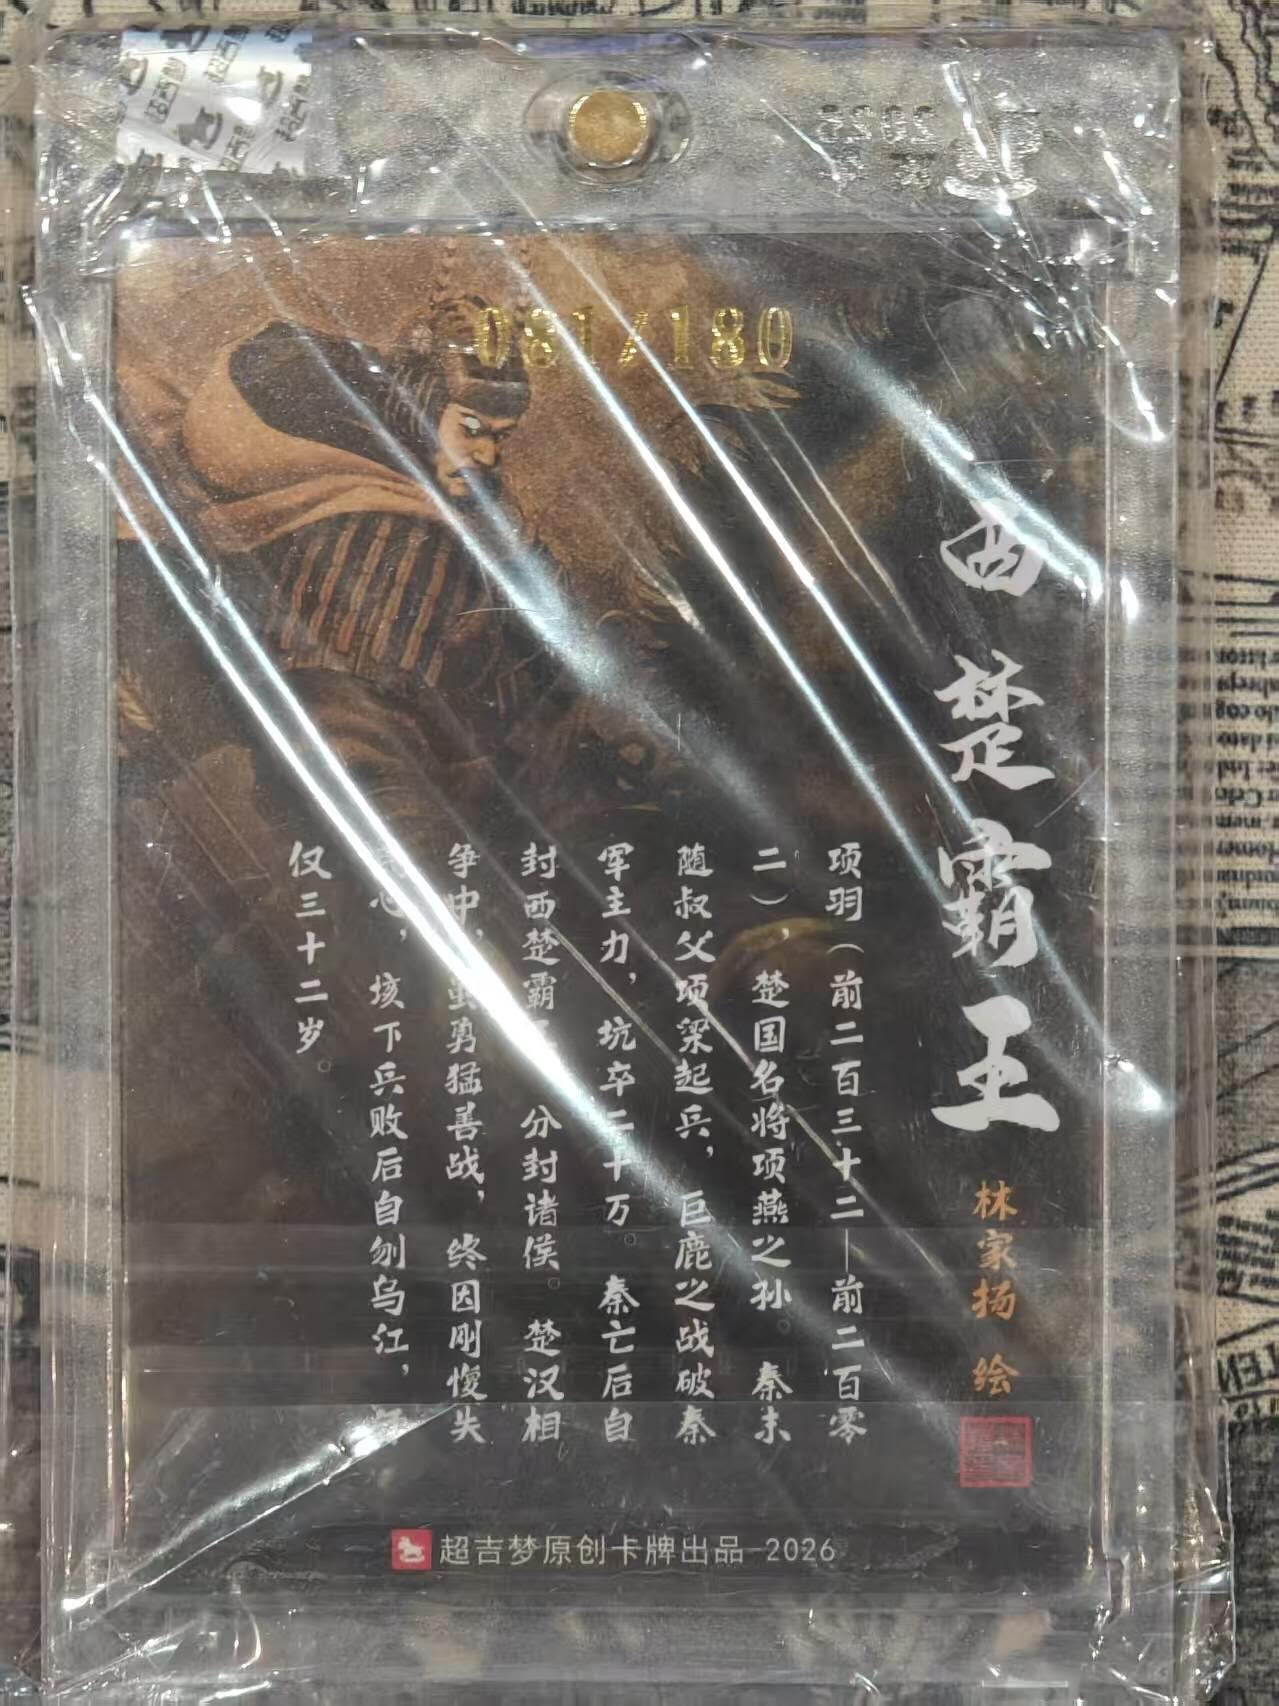 081/180
西楚霸王
林家扬 绘
项羽（前二百三十二—前二百零
二），楚国名将项燕之孙。秦末
随叔父项梁起兵，巨鹿之战破秦
军主力，坑卒二十万。秦亡后自
封西楚霸王 分封诸侯。楚汉相
争中，虽勇猛善战，终因刚愎失
心，垓下兵败后自刎乌江，年
仅三十二岁。
超吉梦原创卡牌出品-2026